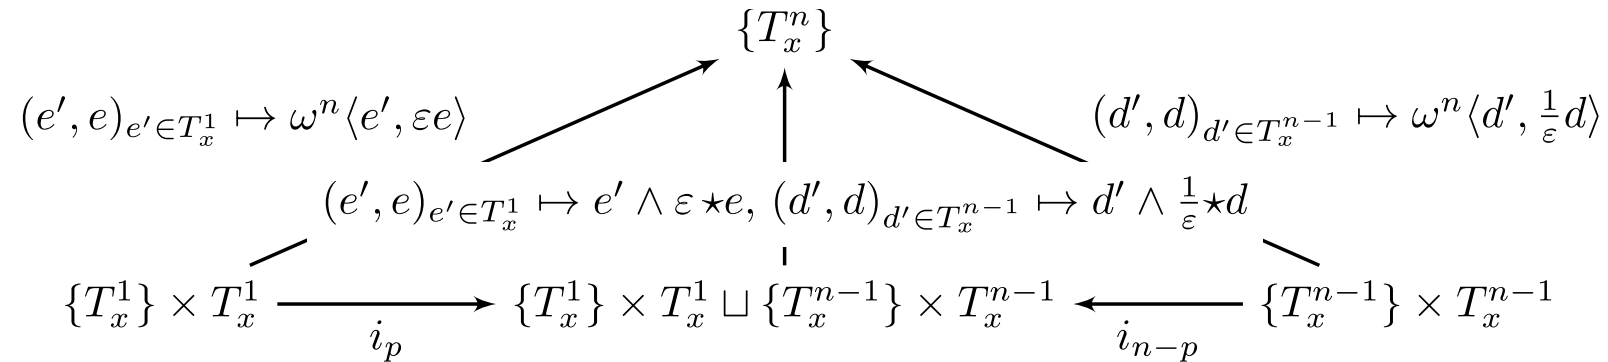 {T_x^n}
(e′, e)_{e′∈T_x^1} ↦ ω^n⟨e′, εe⟩ (d′, d)_{d′∈T_x^{n−1}} ↦ ω^n⟨d′, \frac{1}{ε}d⟩
(e′, e)_{e′∈T_x^1} ↦ e′ ∧ ε ⋆e, (d′, d)_{d′∈T_x^{n−1}} ↦ d′ ∧ \frac{1}{ε}⋆d
{T_x^1} × T_x^1 {T_x^1} × T_x^1 ⊔ {T_x^{n−1}} × T_x^{n−1} {T_x^{n−1}} × T_x^{n−1}
i_p i_{n−p}